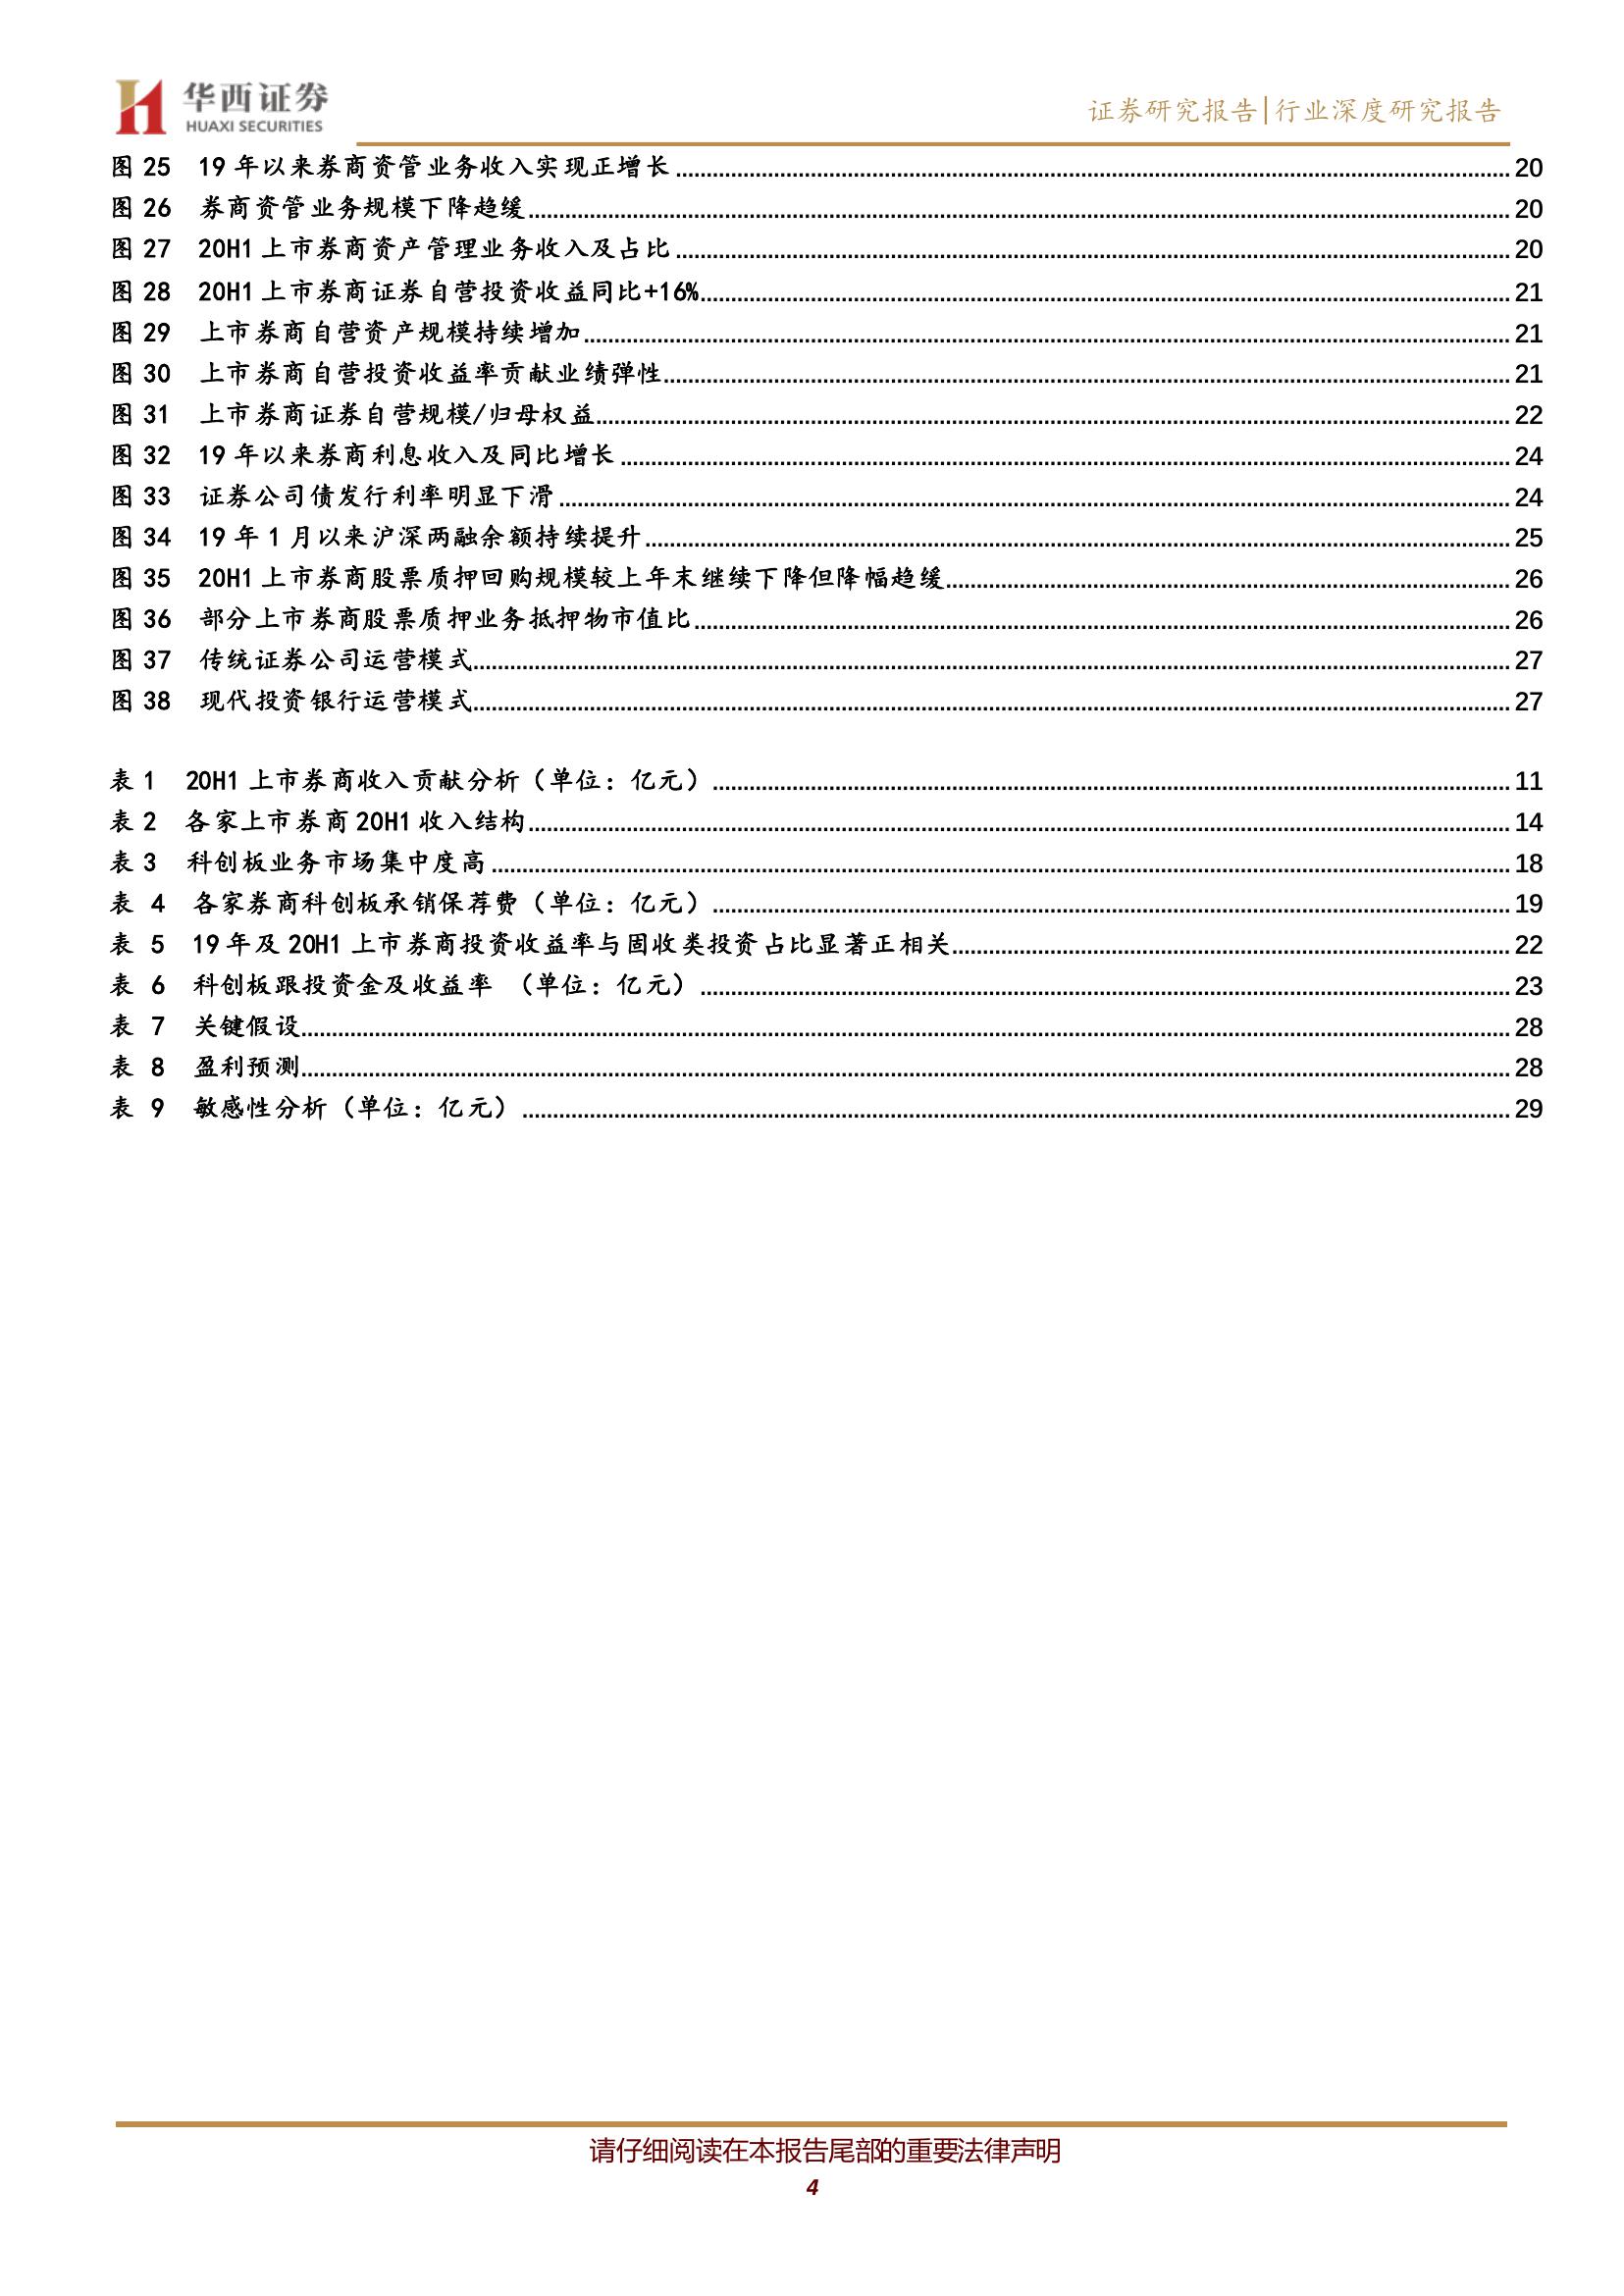 华西证券
HUAXI SECURITIES
证券研究报告|行业深度研究报告
图 25 19 年以来券商资管业务收入实现正增长 20
图 26 券商资管业务规模下降趋缓 20
图 27 20H1 上市券商资产管理业务收入及占比 20
图 28 20H1 上市券商证券自营投资收益同比+16% 21
图 29 上市券商自营资产规模持续增加 21
图 30 上市券商自营投资收益率贡献业绩弹性 21
图 31 上市券商证券自营规模/归母权益 22
图 32 19 年以来券商利息收入及同比增长 24
图 33 证券公司债发行利率明显下滑 24
图 34 19 年 1 月以来沪深两融余额持续提升 25
图 35 20H1 上市券商股票质押回购规模较上年末继续下降但降幅趋缓 26
图 36 部分上市券商股票质押业务抵押物市值比 26
图 37 传统证券公司运营模式 27
图 38 现代投资银行运营模式 27
表 1 20H1 上市券商收入贡献分析（单位：亿元） 11
表 2 各家上市券商 20H1 收入结构 14
表 3 科创板业务市场集中度高 18
表 4 各家券商科创板承销保荐费（单位：亿元） 19
表 5 19 年及 20H1 上市券商投资收益率与固收类投资占比显著正相关 22
表 6 科创板跟投资金及收益率 （单位：亿元） 23
表 7 关键假设 28
表 8 盈利预测 28
表 9 敏感性分析（单位：亿元） 29
请仔细阅读在本报告尾部的重要法律声明
4